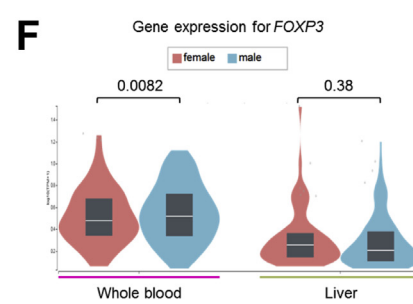 F
Gene expression for FOXP3
female male
0.0082 0.38
Whole blood Liver